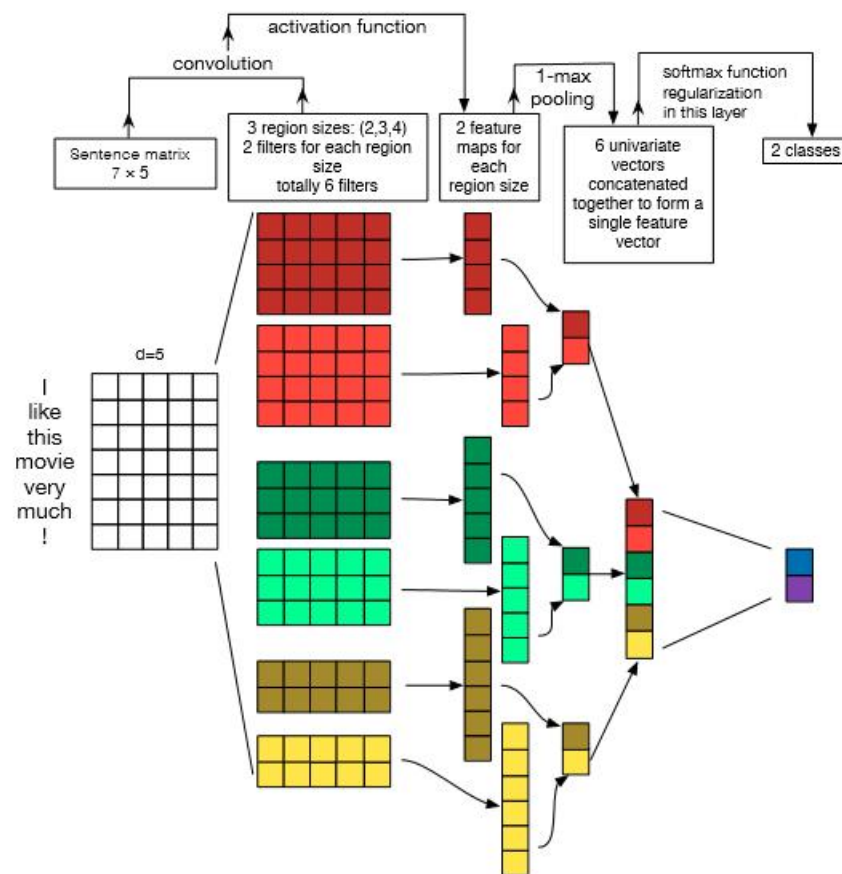 activation function
convolution
1-max
pooling
softmax function
regularization
in this layer
Sentence matrix
7 × 5
3 region sizes: (2,3,4)
2 filters for each region
size
totally 6 filters
2 feature
maps for
each
region size
6 univariate
vectors
concatenated
together to form a
single feature
vector
2 classes
d=5
I
like
this
movie
very
much
!